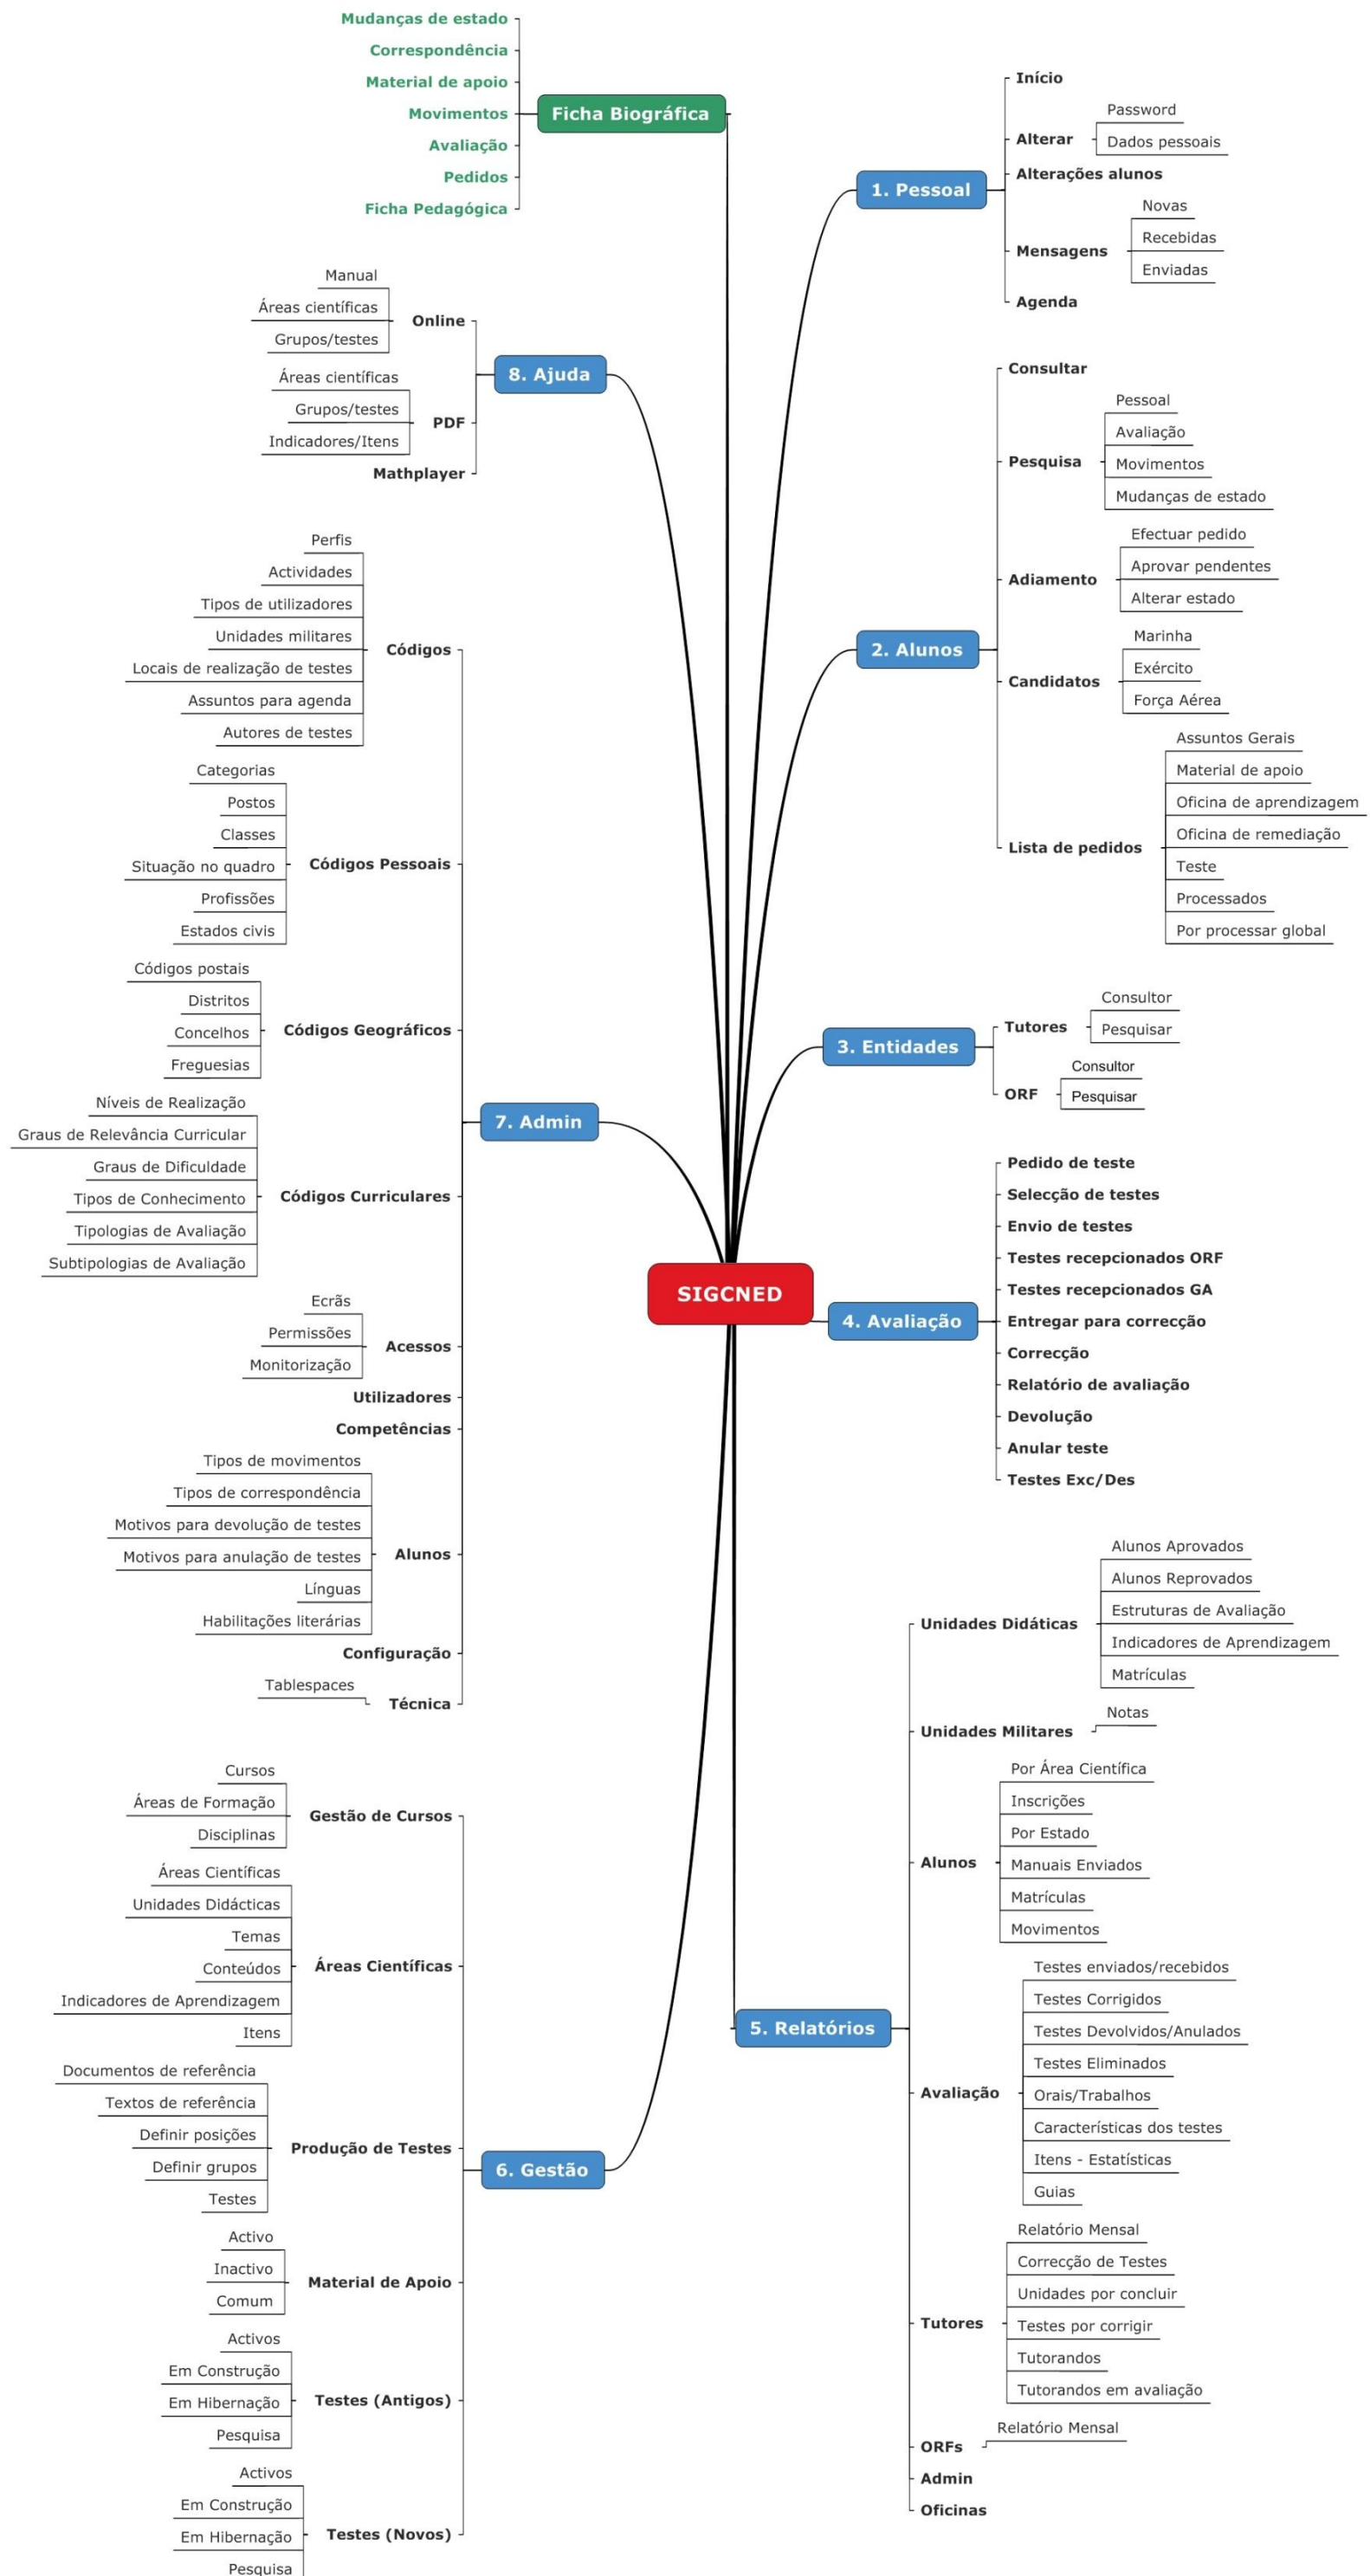 SIGCNED
Ficha Biográfica
Mudanças de estado
Correspondência
Material de apoio
Movimentos
Avaliação
Pedidos
Ficha Pedagógica
1. Pessoal
Início
Alterar
Password
Dados pessoais
Alterações alunos
Mensagens
Novas
Recebidas
Enviadas
Agenda
2. Alunos
Consultar
Pesquisa
Pessoal
Avaliação
Movimentos
Mudanças de estado
Adiamento
Efectuar pedido
Aprovar pendentes
Alterar estado
Candidatos
Marinha
Exército
Força Aérea
Lista de pedidos
Assuntos Gerais
Material de apoio
Oficina de aprendizagem
Oficina de remediação
Teste
Processados
Por processar global
3. Entidades
Tutores
Consultor
Pesquisar
ORF
Consultor
Pesquisar
4. Avaliação
Pedido de teste
Selecção de testes
Envio de testes
Testes recepcionados ORF
Testes recepcionados GA
Entregar para correcção
Correcção
Relatório de avaliação
Devolução
Anular teste
Testes Exc/Des
5. Relatórios
Unidades Didáticas
Alunos Aprovados
Alunos Reprovados
Estruturas de Avaliação
Indicadores de Aprendizagem
Matrículas
Unidades Militares
Notas
Alunos
Por Área Científica
Inscrições
Por Estado
Manuais Enviados
Matrículas
Movimentos
Avaliação
Testes enviados/recebidos
Testes Corrigidos
Testes Devolvidos/Anulados
Testes Eliminados
Orais/Trabalhos
Características dos testes
Itens - Estatísticas
Guias
Tutores
Relatório Mensal
Correcção de Testes
Unidades por concluir
Testes por corrigir
Tutorandos
Tutorandos em avaliação
ORFs
Relatório Mensal
Admin
Oficinas
6. Gestão
Gestão de Cursos
Cursos
Áreas de Formação
Disciplinas
Áreas Científicas
Áreas Científicas
Unidades Didácticas
Temas
Conteúdos
Indicadores de Aprendizagem
Itens
Produção de Testes
Documentos de referência
Textos de referência
Definir posições
Definir grupos
Testes
Material de Apoio
Activo
Inactivo
Comum
Testes (Antigos)
Activos
Em Construção
Em Hibernação
Pesquisa
Testes (Novos)
Activos
Em Construção
Em Hibernação
Pesquisa
7. Admin
Códigos
Perfis
Actividades
Tipos de utilizadores
Unidades militares
Locais de realização de testes
Assuntos para agenda
Autores de testes
Códigos Pessoais
Categorias
Postos
Classes
Situação no quadro
Profissões
Estados civis
Códigos Geográficos
Códigos postais
Distritos
Concelhos
Freguesias
Códigos Curriculares
Níveis de Realização
Graus de Relevância Curricular
Graus de Dificuldade
Tipos de Conhecimento
Tipologias de Avaliação
Subtipologias de Avaliação
Acessos
Ecrãs
Permissões
Monitorização
Utilizadores
Competências
Alunos
Tipos de movimentos
Tipos de correspondência
Motivos para devolução de testes
Motivos para anulação de testes
Línguas
Habilitações literárias
Configuração
Técnica
Tablespaces
8. Ajuda
Online
Manual
Áreas científicas
Grupos/testes
PDF
Áreas científicas
Grupos/testes
Indicadores/Itens
Mathplayer